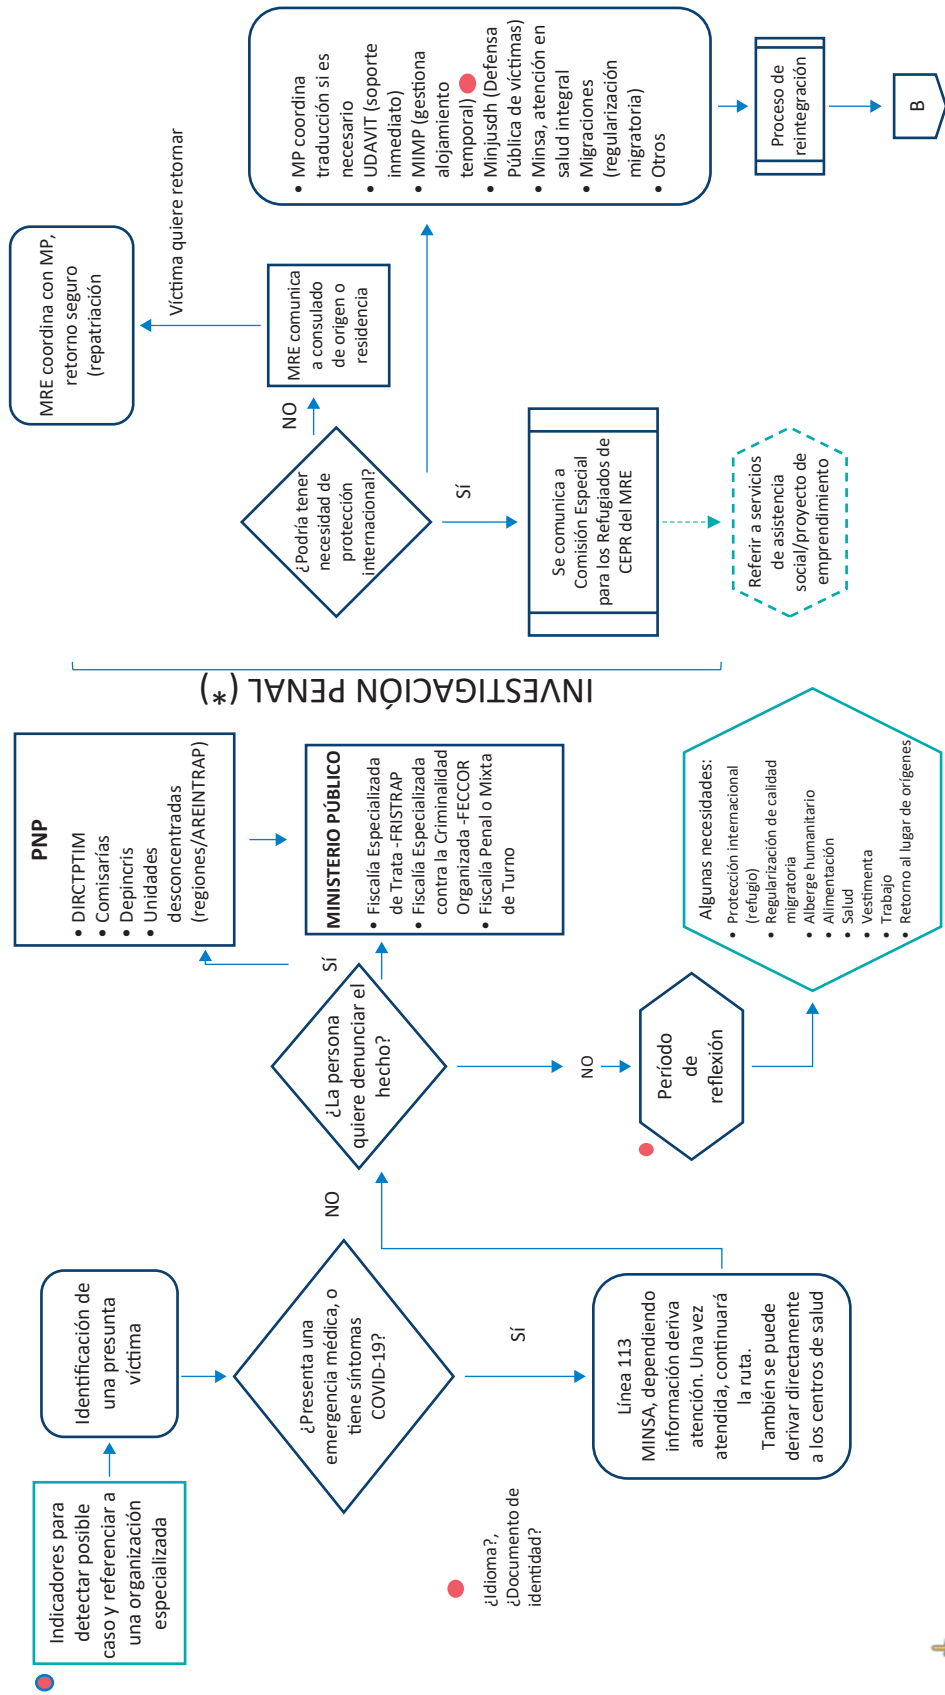 Indicadores para
detectar posible
caso y referenciar a
una organización
especializada
Identificación de
una presunta
víctima
¿Presenta una
emergencia médica, o
tiene síntomas
COVID-19?
NO
Sí
Línea 113
MINSA, dependiendo
información deriva
atención. Una vez
atendida, continuará
la ruta.
También se puede
derivar directamente
a los centros de salud
¿Idioma?,
¿Documento de
identidad?
¿La persona
quiere denunciar el
hecho?
Sí
NO
Período
de
reflexión
PNP
• DIRCTPTIM
• Comisarías
• Depincris
• Unidades
desconcentradas
(regiones/AREINTRAP)
MINISTERIO PÚBLICO
• Fiscalía Especializada
de Trata -FRISTRAP
• Fiscalía Especializada
contra la Criminalidad
Organizada -FECCOR
• Fiscalía Penal o Mixta
de Turno
Algunas necesidades:
• Protección internacional
(refugio)
• Regularización de calidad
migratoria
• Alberge humanitario
• Alimentación
• Salud
• Vestimenta
• Trabajo
• Retorno al lugar de orígenes
INVESTIGACIÓN PENAL (*)
¿Podría tener
necesidad de
protección
internacional?
NO
Sí
MRE comunica
a consulado
de origen o
residencia
Víctima quiere retornar
MRE coordina con MP,
retorno seguro
(repatriación
Se comunica a
Comisión Especial
para los Refugiados de
CEPR del MRE
Referir a servicios
de asistencia
social/proyecto de
emprendimiento
• MP coordina
traducción si es
necesario
• UDAVIT (soporte
inmediato)
• MIMP (gestiona
alojamiento
temporal)
• Minjusdh (Defensa
Pública de víctimas)
• Minsa, atención en
salud integral
• Migraciones
(regularización
migratoria)
• Otros
Proceso de
reintegración
B